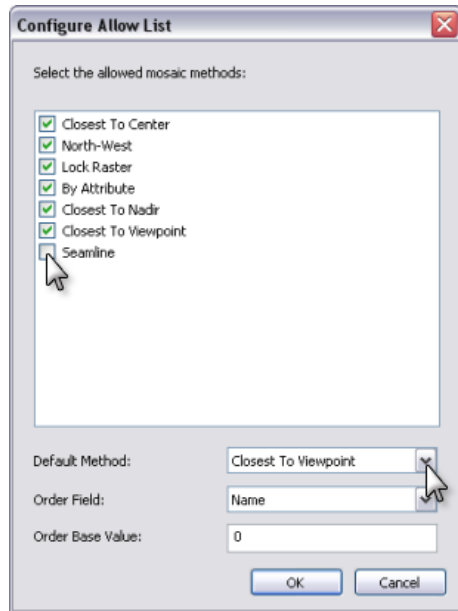 Configure Allow List
Select the allowed mosaic methods:
Closest To Center
North-West
Lock Raster
By Attribute
Closest To Nadir
Closest To Viewpoint
Seamline
Default Method: Closest To Viewpoint
Order Field: Name
Order Base Value: 0
OK Cancel